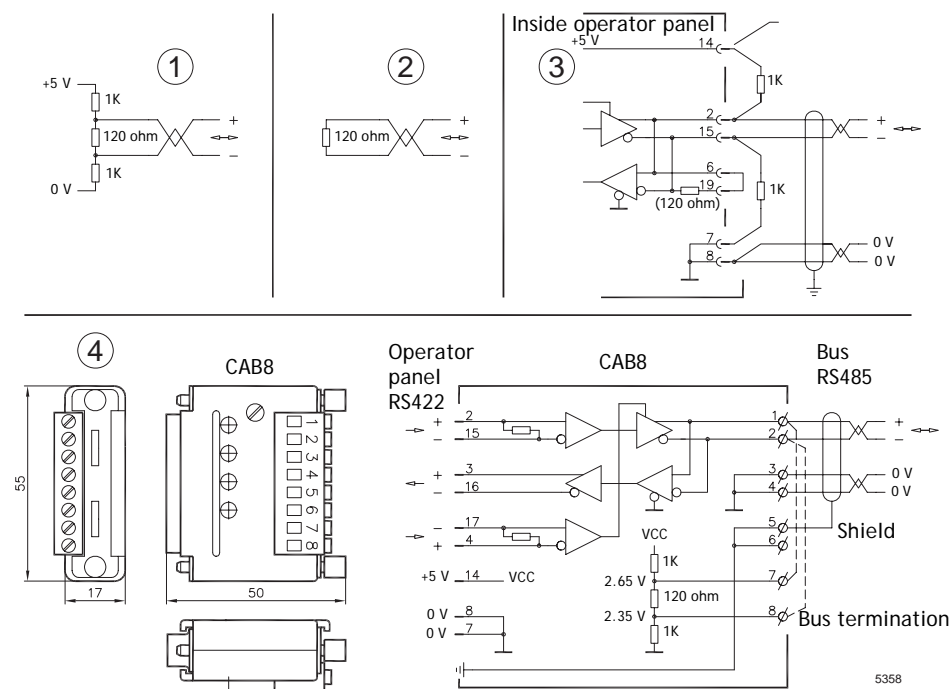 1
+5 V
1K
120 ohm
+
−
1K
0 V
2
120 ohm
+
−
Inside operator panel
+5 V
14
3
1K
2
+
15
−
6
19
(120 ohm)
1K
7
8
0 V
0 V
4
CAB8
55
17
1
2
3
4
5
6
7
8
50
Operator
panel
RS422
CAB8
Bus
RS485
+ 2
− 15
3
+
16
−
− 17
+ 4
+5 V 14 VCC
0 V 8
0 V 7
VCC
1K
2.65 V
120 ohm
2.35 V
1K
1 +
2 −
3 0 V
4 0 V
5
Shield
6
7
8
Bus termination
5358